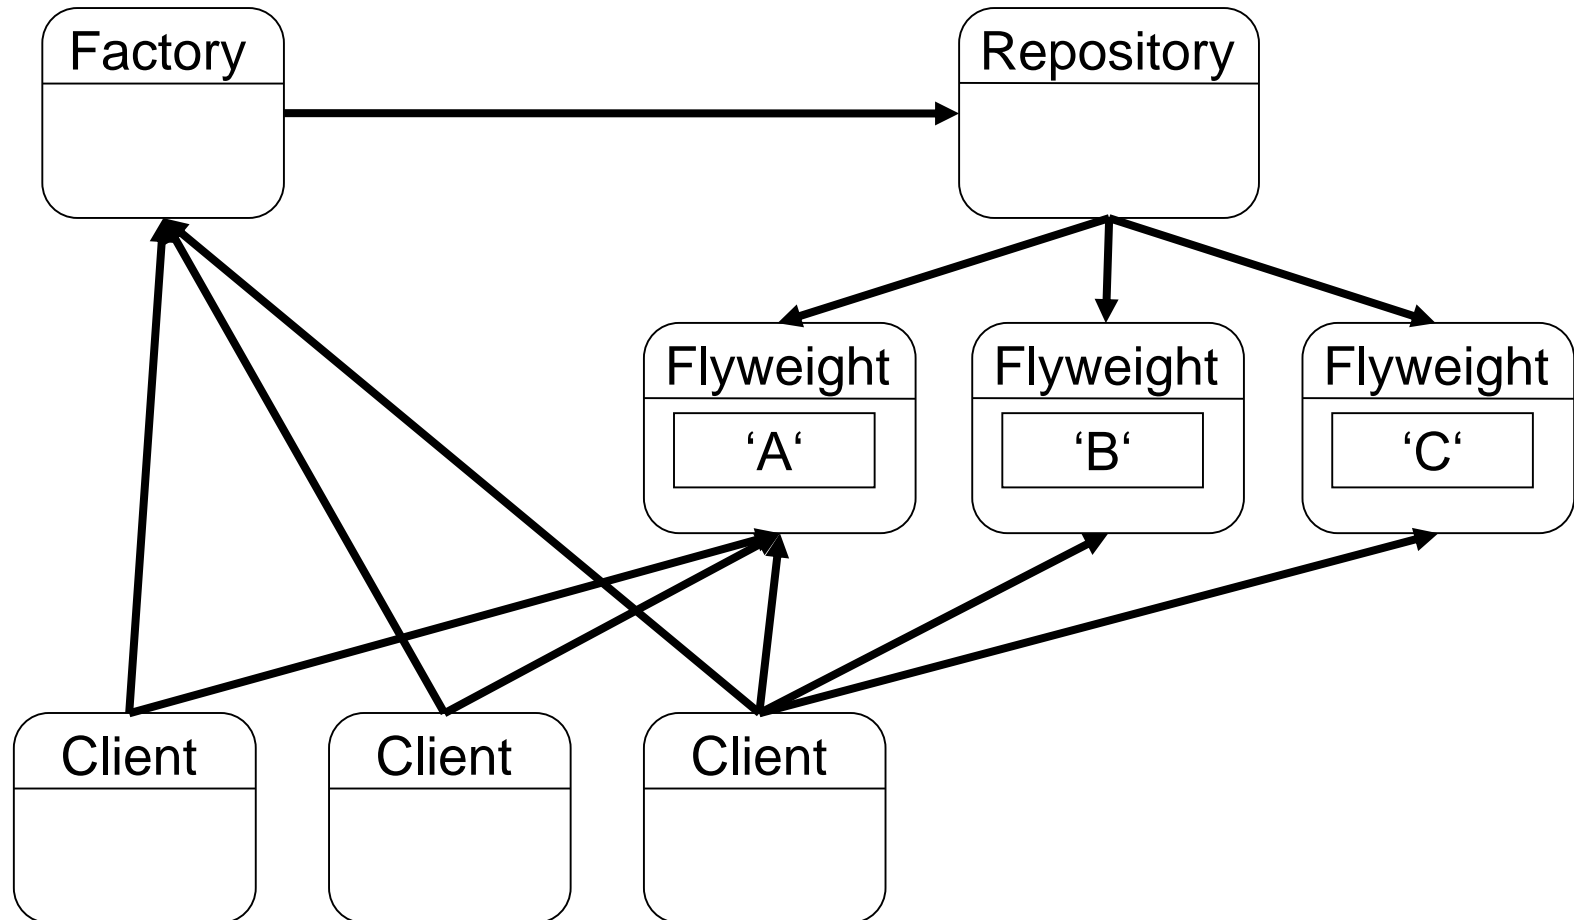 Factory
Repository
Flyweight
Flyweight
Flyweight
‘A‘
‘B‘
‘C‘
Client
Client
Client